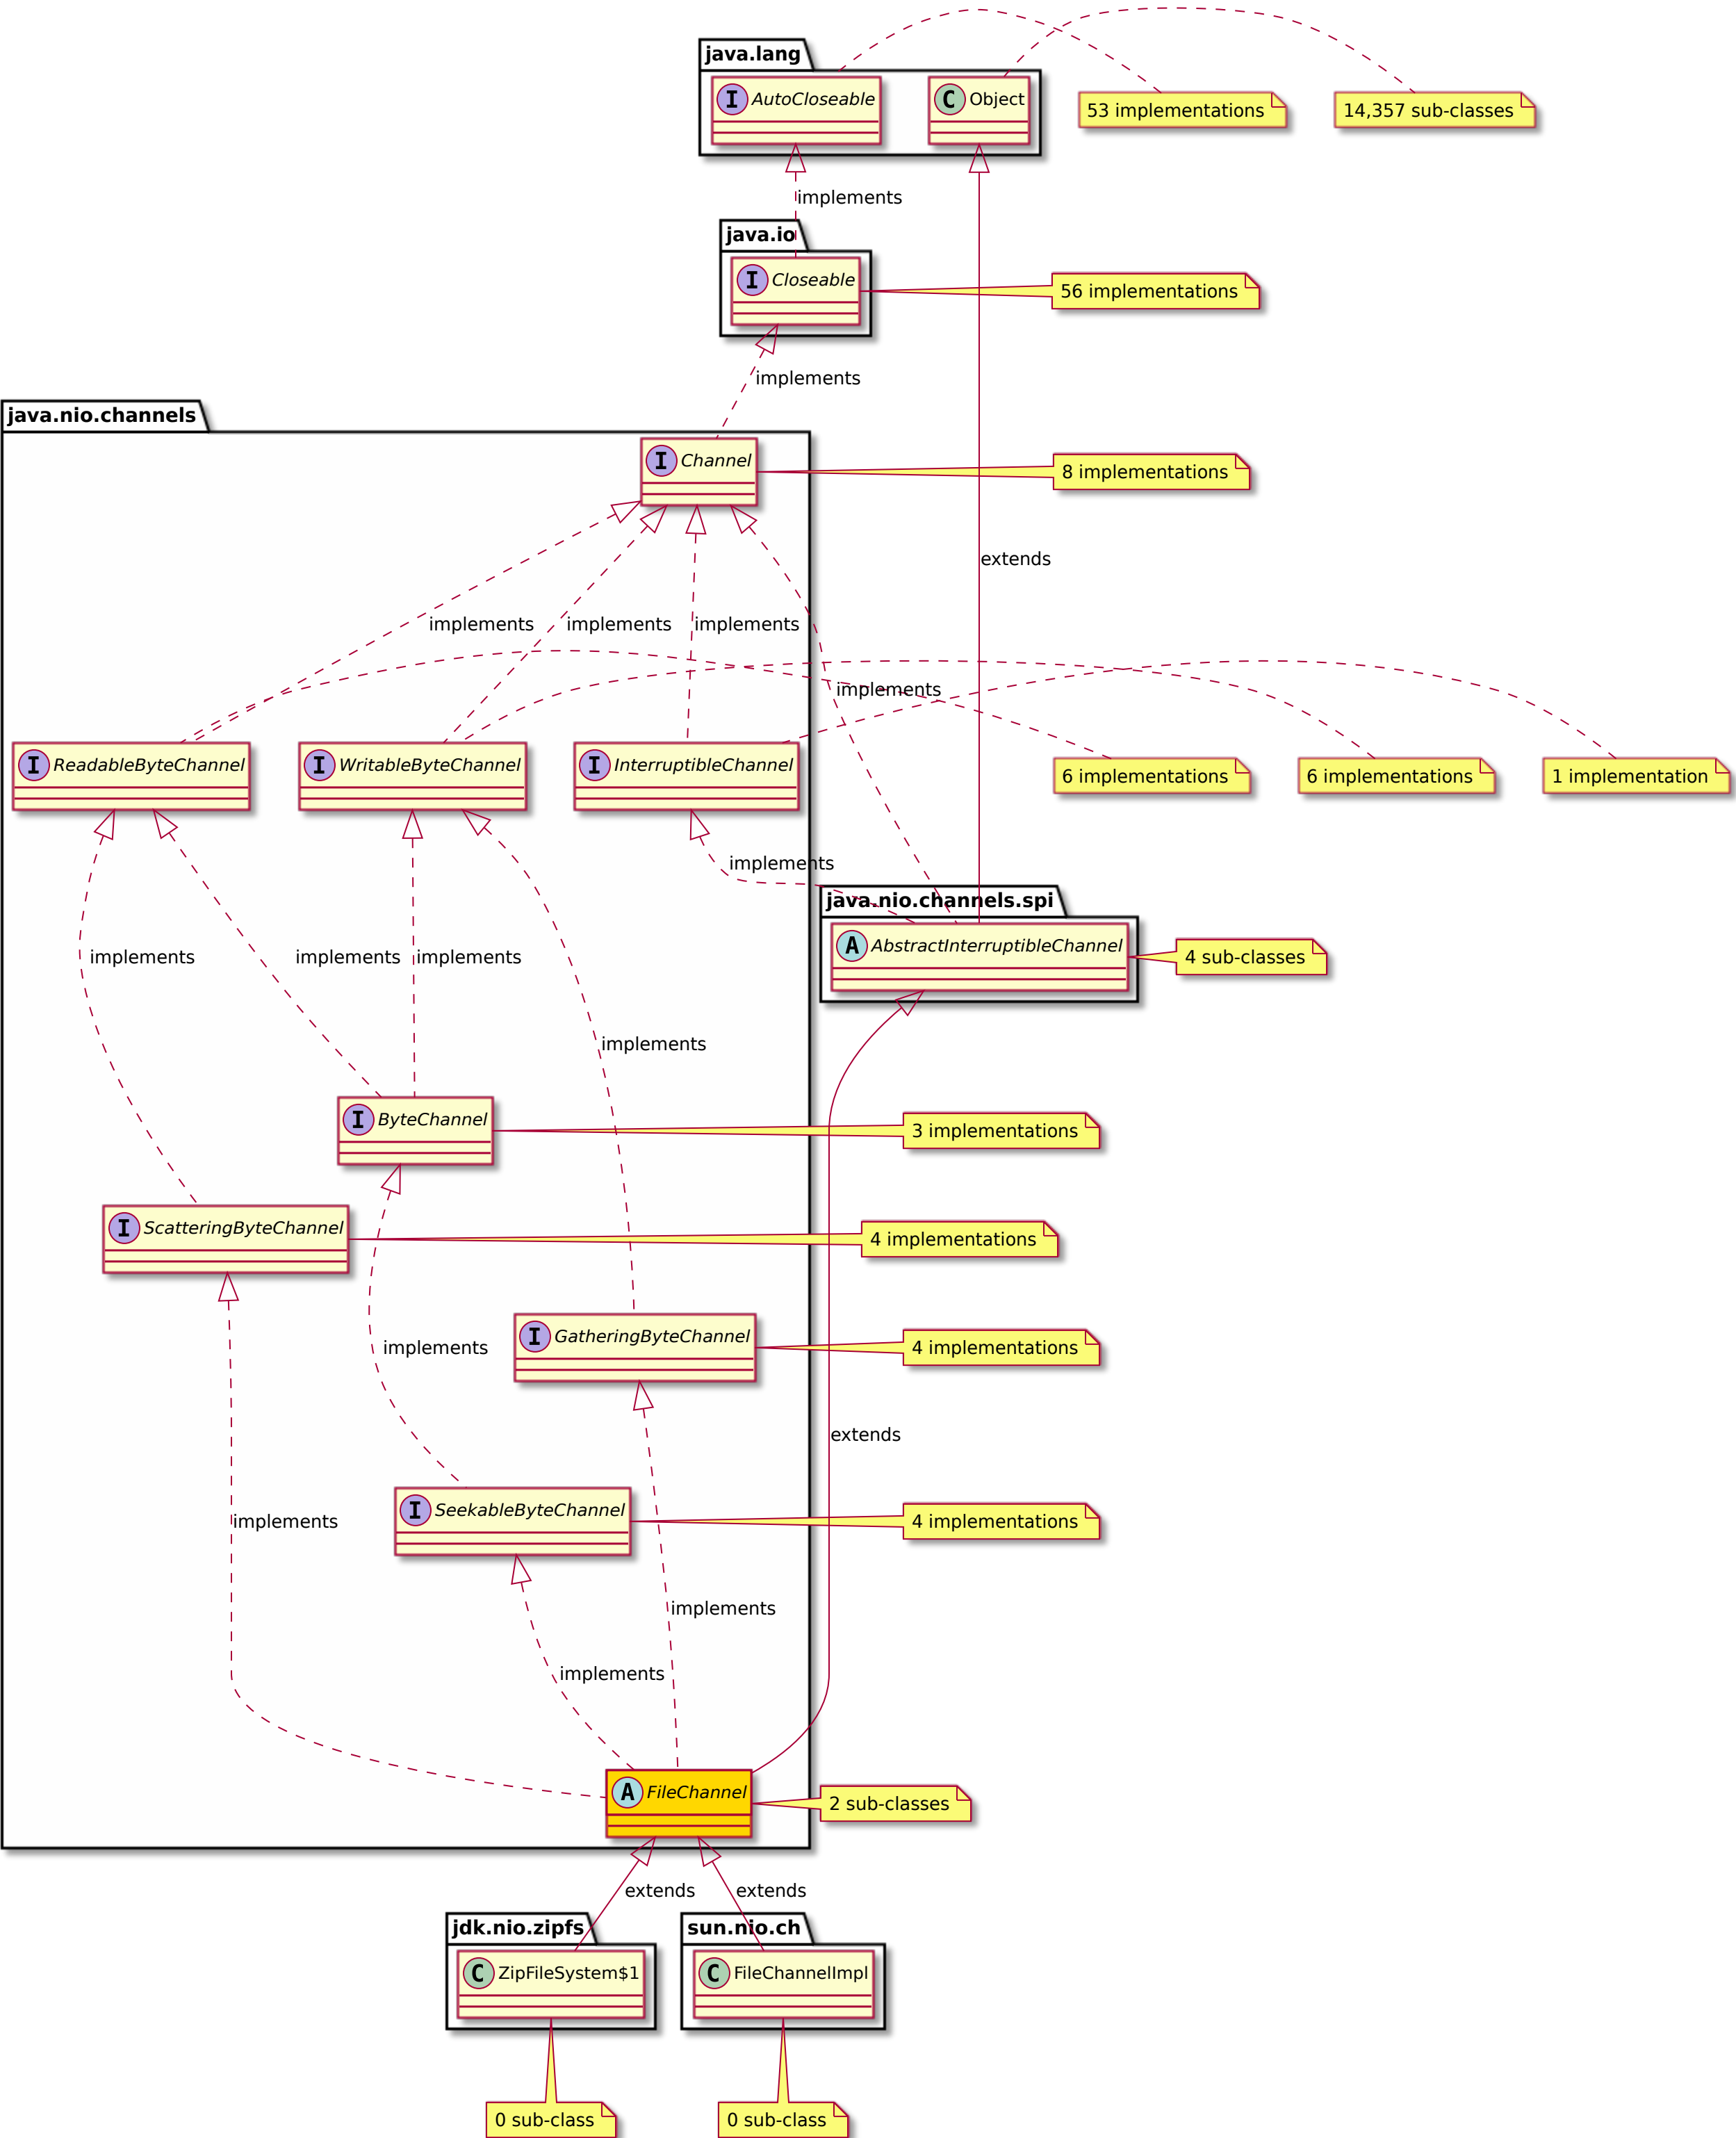 java.lang
I AutoCloseable
C Object
53 implementations
14,357 sub-classes
implements
java.io
I Closeable
56 implementations
implements
java.nio.channels
I Channel
8 implementations
extends
implements
implements
implements
implements
I ReadableByteChannel
I WritableByteChannel
I InterruptibleChannel
6 implementations
6 implementations
1 implementation
implements
java.nio.channels.spi
A AbstractInterruptibleChannel
4 sub-classes
implements
implements
implements
implements
I ByteChannel
3 implementations
I ScatteringByteChannel
4 implementations
I GatheringByteChannel
4 implementations
implements
extends
I SeekableByteChannel
4 implementations
implements
implements
implements
A FileChannel
2 sub-classes
extends
extends
jdk.nio.zipfs
sun.nio.ch
C ZipFileSystem$1
C FileChannelImpl
0 sub-class
0 sub-class